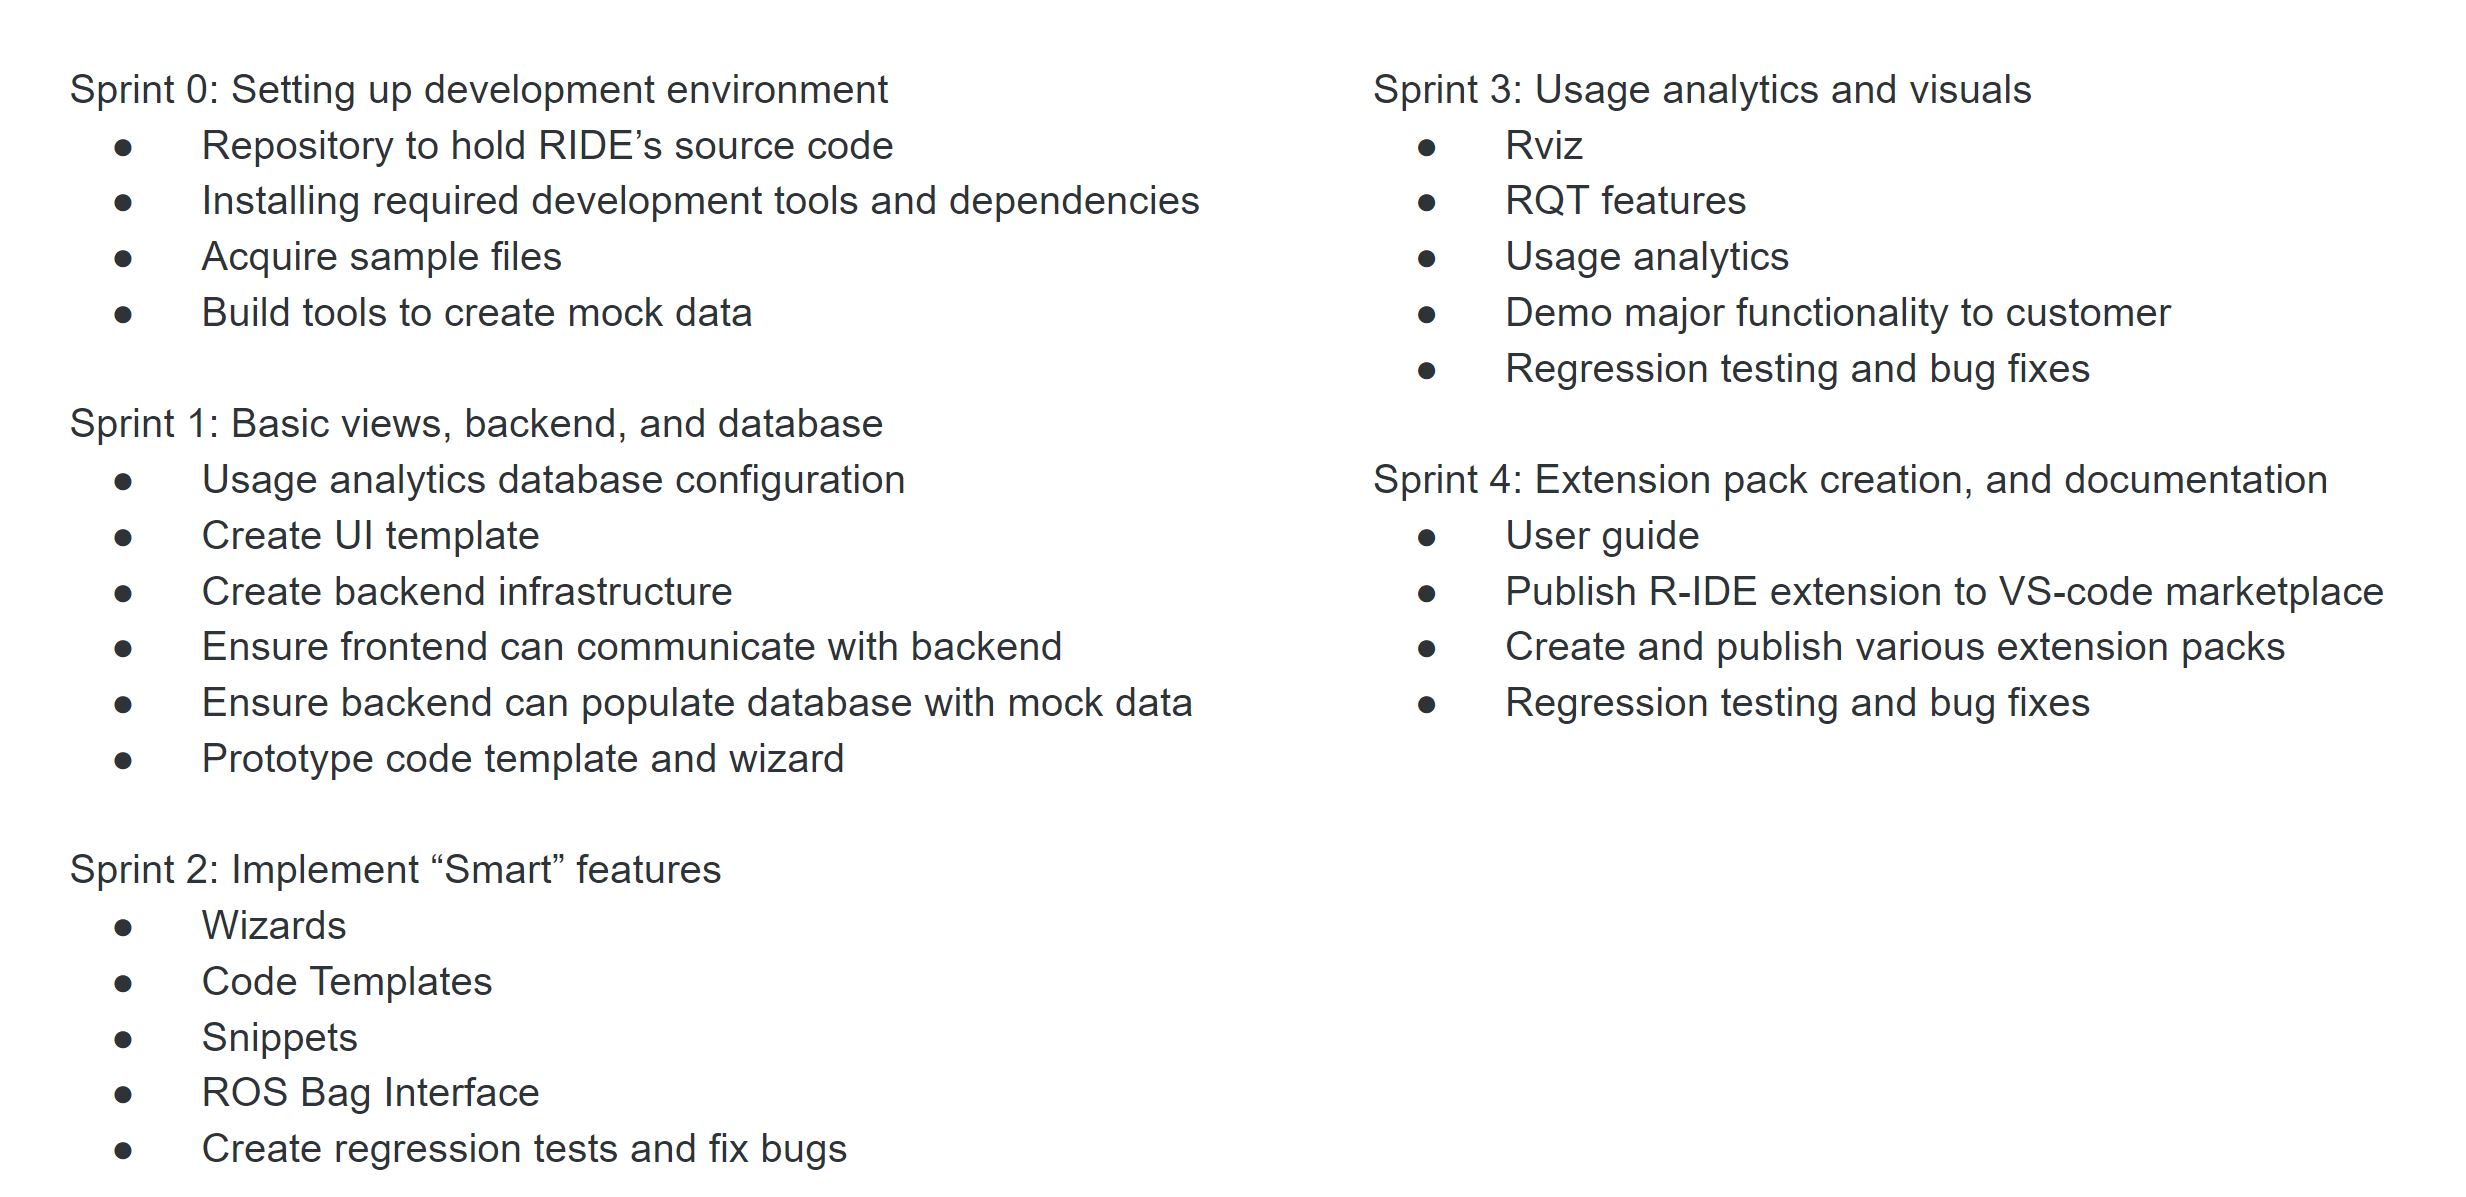 Sprint 0: Setting up development environment
● Repository to hold RIDE’s source code
● Installing required development tools and dependencies
● Acquire sample files
● Build tools to create mock data
Sprint 1: Basic views, backend, and database
● Usage analytics database configuration
● Create UI template
● Create backend infrastructure
● Ensure frontend can communicate with backend
● Ensure backend can populate database with mock data
● Prototype code template and wizard
Sprint 2: Implement “Smart” features
● Wizards
● Code Templates
● Snippets
● ROS Bag Interface
● Create regression tests and fix bugs
Sprint 3: Usage analytics and visuals
● Rviz
● RQT features
● Usage analytics
● Demo major functionality to customer
● Regression testing and bug fixes
Sprint 4: Extension pack creation, and documentation
● User guide
● Publish R-IDE extension to VS-code marketplace
● Create and publish various extension packs
● Regression testing and bug fixes